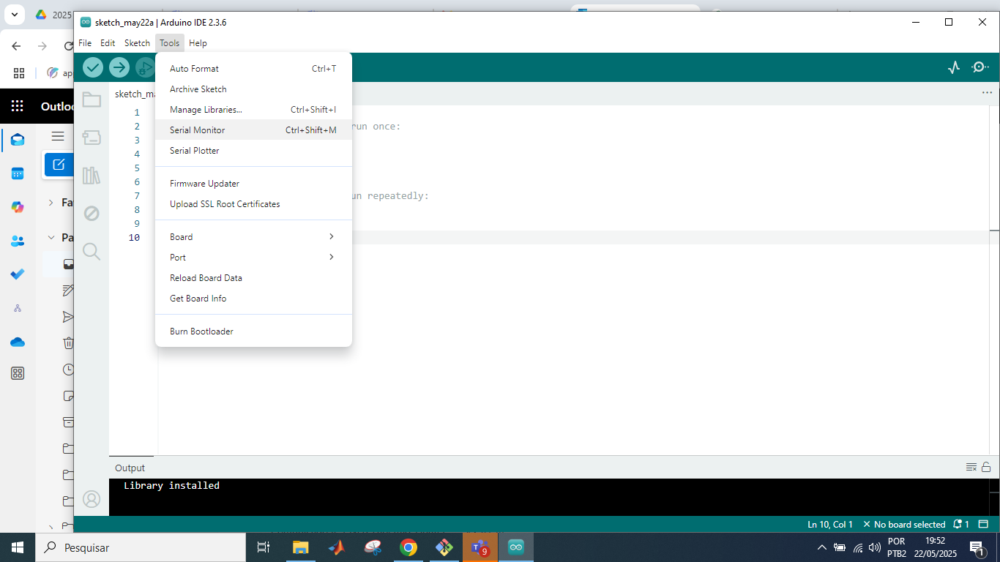 2025
sketch_may22a | Arduino IDE 2.3.6
File Edit Sketch Tools Help
app
Outloo
sketch_ma
Auto Format Ctrl+T
Archive Sketch
Manage Libraries... Ctrl+Shift+I
Serial Monitor Ctrl+Shift+M
Serial Plotter
Firmware Updater
Upload SSL Root Certificates
Board
Port
Reload Board Data
Get Board Info
Burn Bootloader
1
2 run once:
3
4
5
6
7 un repeatedly:
8
9
10
Fa
Pa
Output
Library installed
Ln 10, Col 1 No board selected 1
Pesquisar
T 9
POR
PTB2
19:52
22/05/2025
1